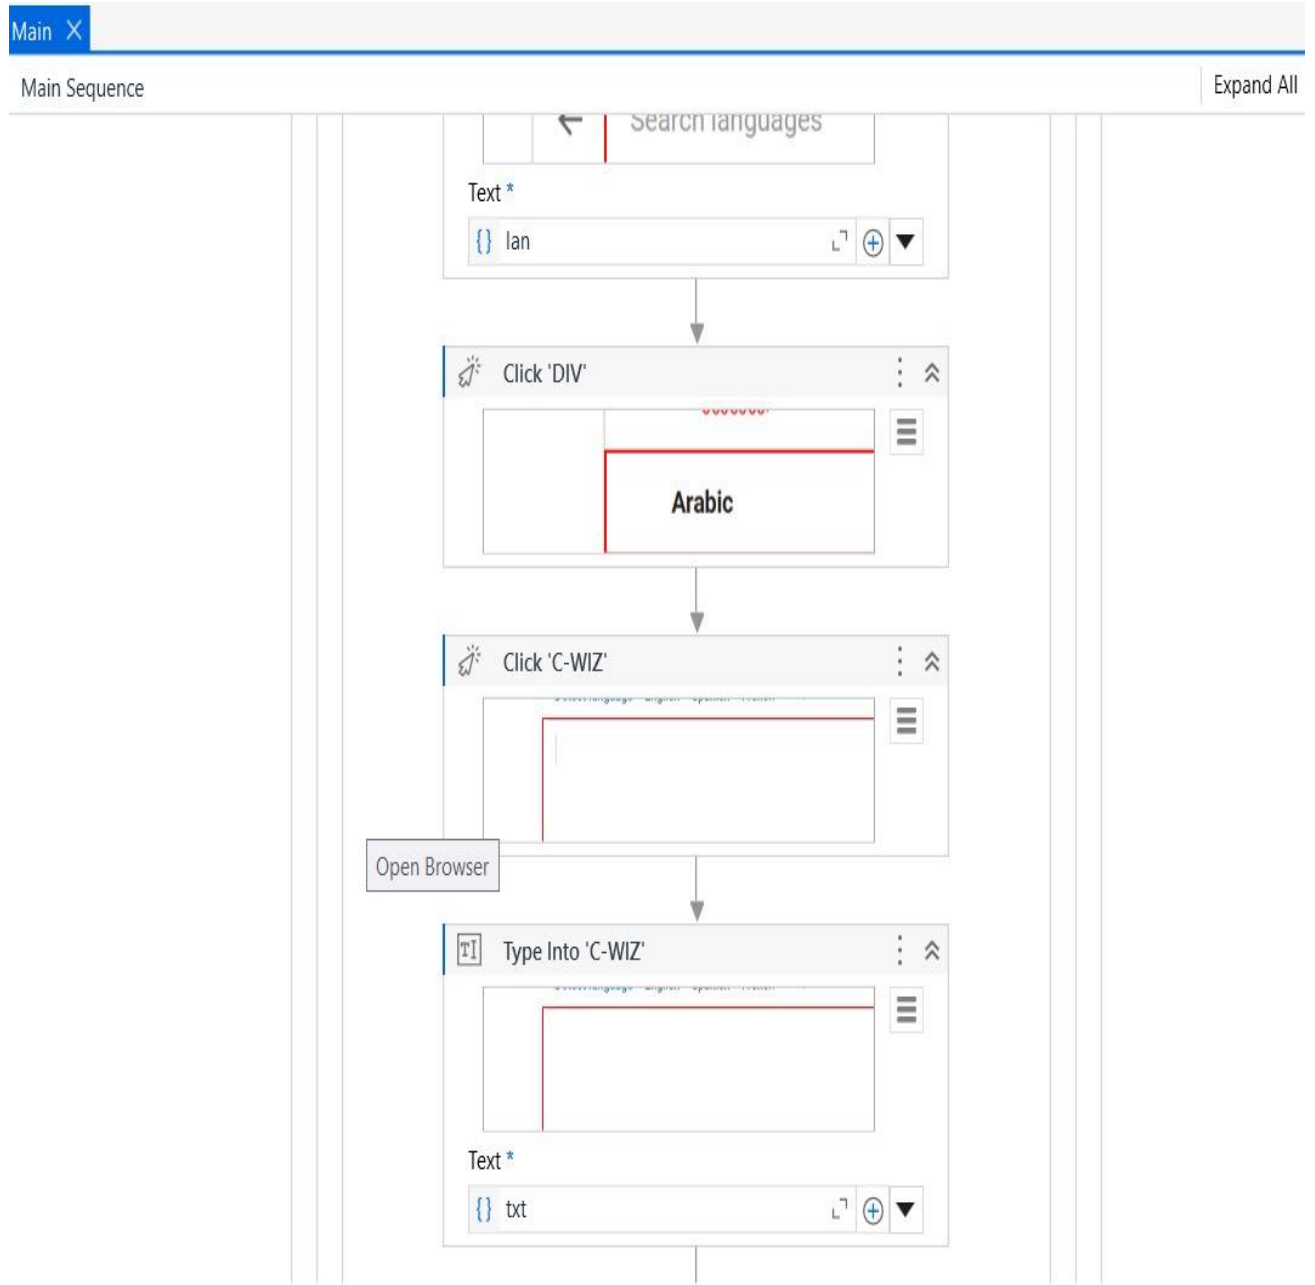 Main
Main Sequence
Expand All
Search languages
Text *
{} lan
Click 'DIV'
Arabic
Click 'C-WIZ'
Open Browser
Type Into 'C-WIZ'
Text *
{} txt